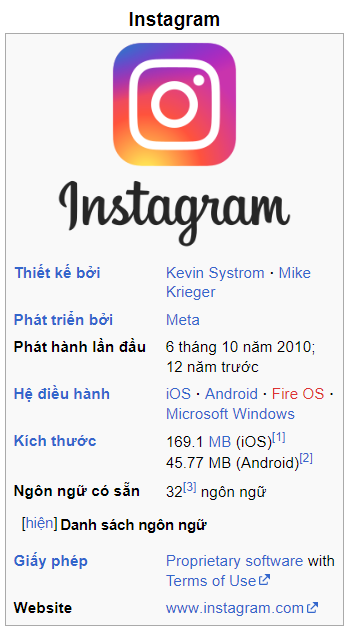 Instagram
Instagram
Thiết kế bởi Kevin Systrom · Mike
Krieger
Phát triển bởi Meta
Phát hành lần đầu 6 tháng 10 năm 2010;
12 năm trước
Hệ điều hành iOS · Android · Fire OS ·
Microsoft Windows
Kích thước 169.1 MB (iOS)[1]
45.77 MB (Android)[2]
Ngôn ngữ có sẵn 32[3] ngôn ngữ
[hiện] Danh sách ngôn ngữ
Giấy phép Proprietary software with
Terms of Use
Website www.instagram.com